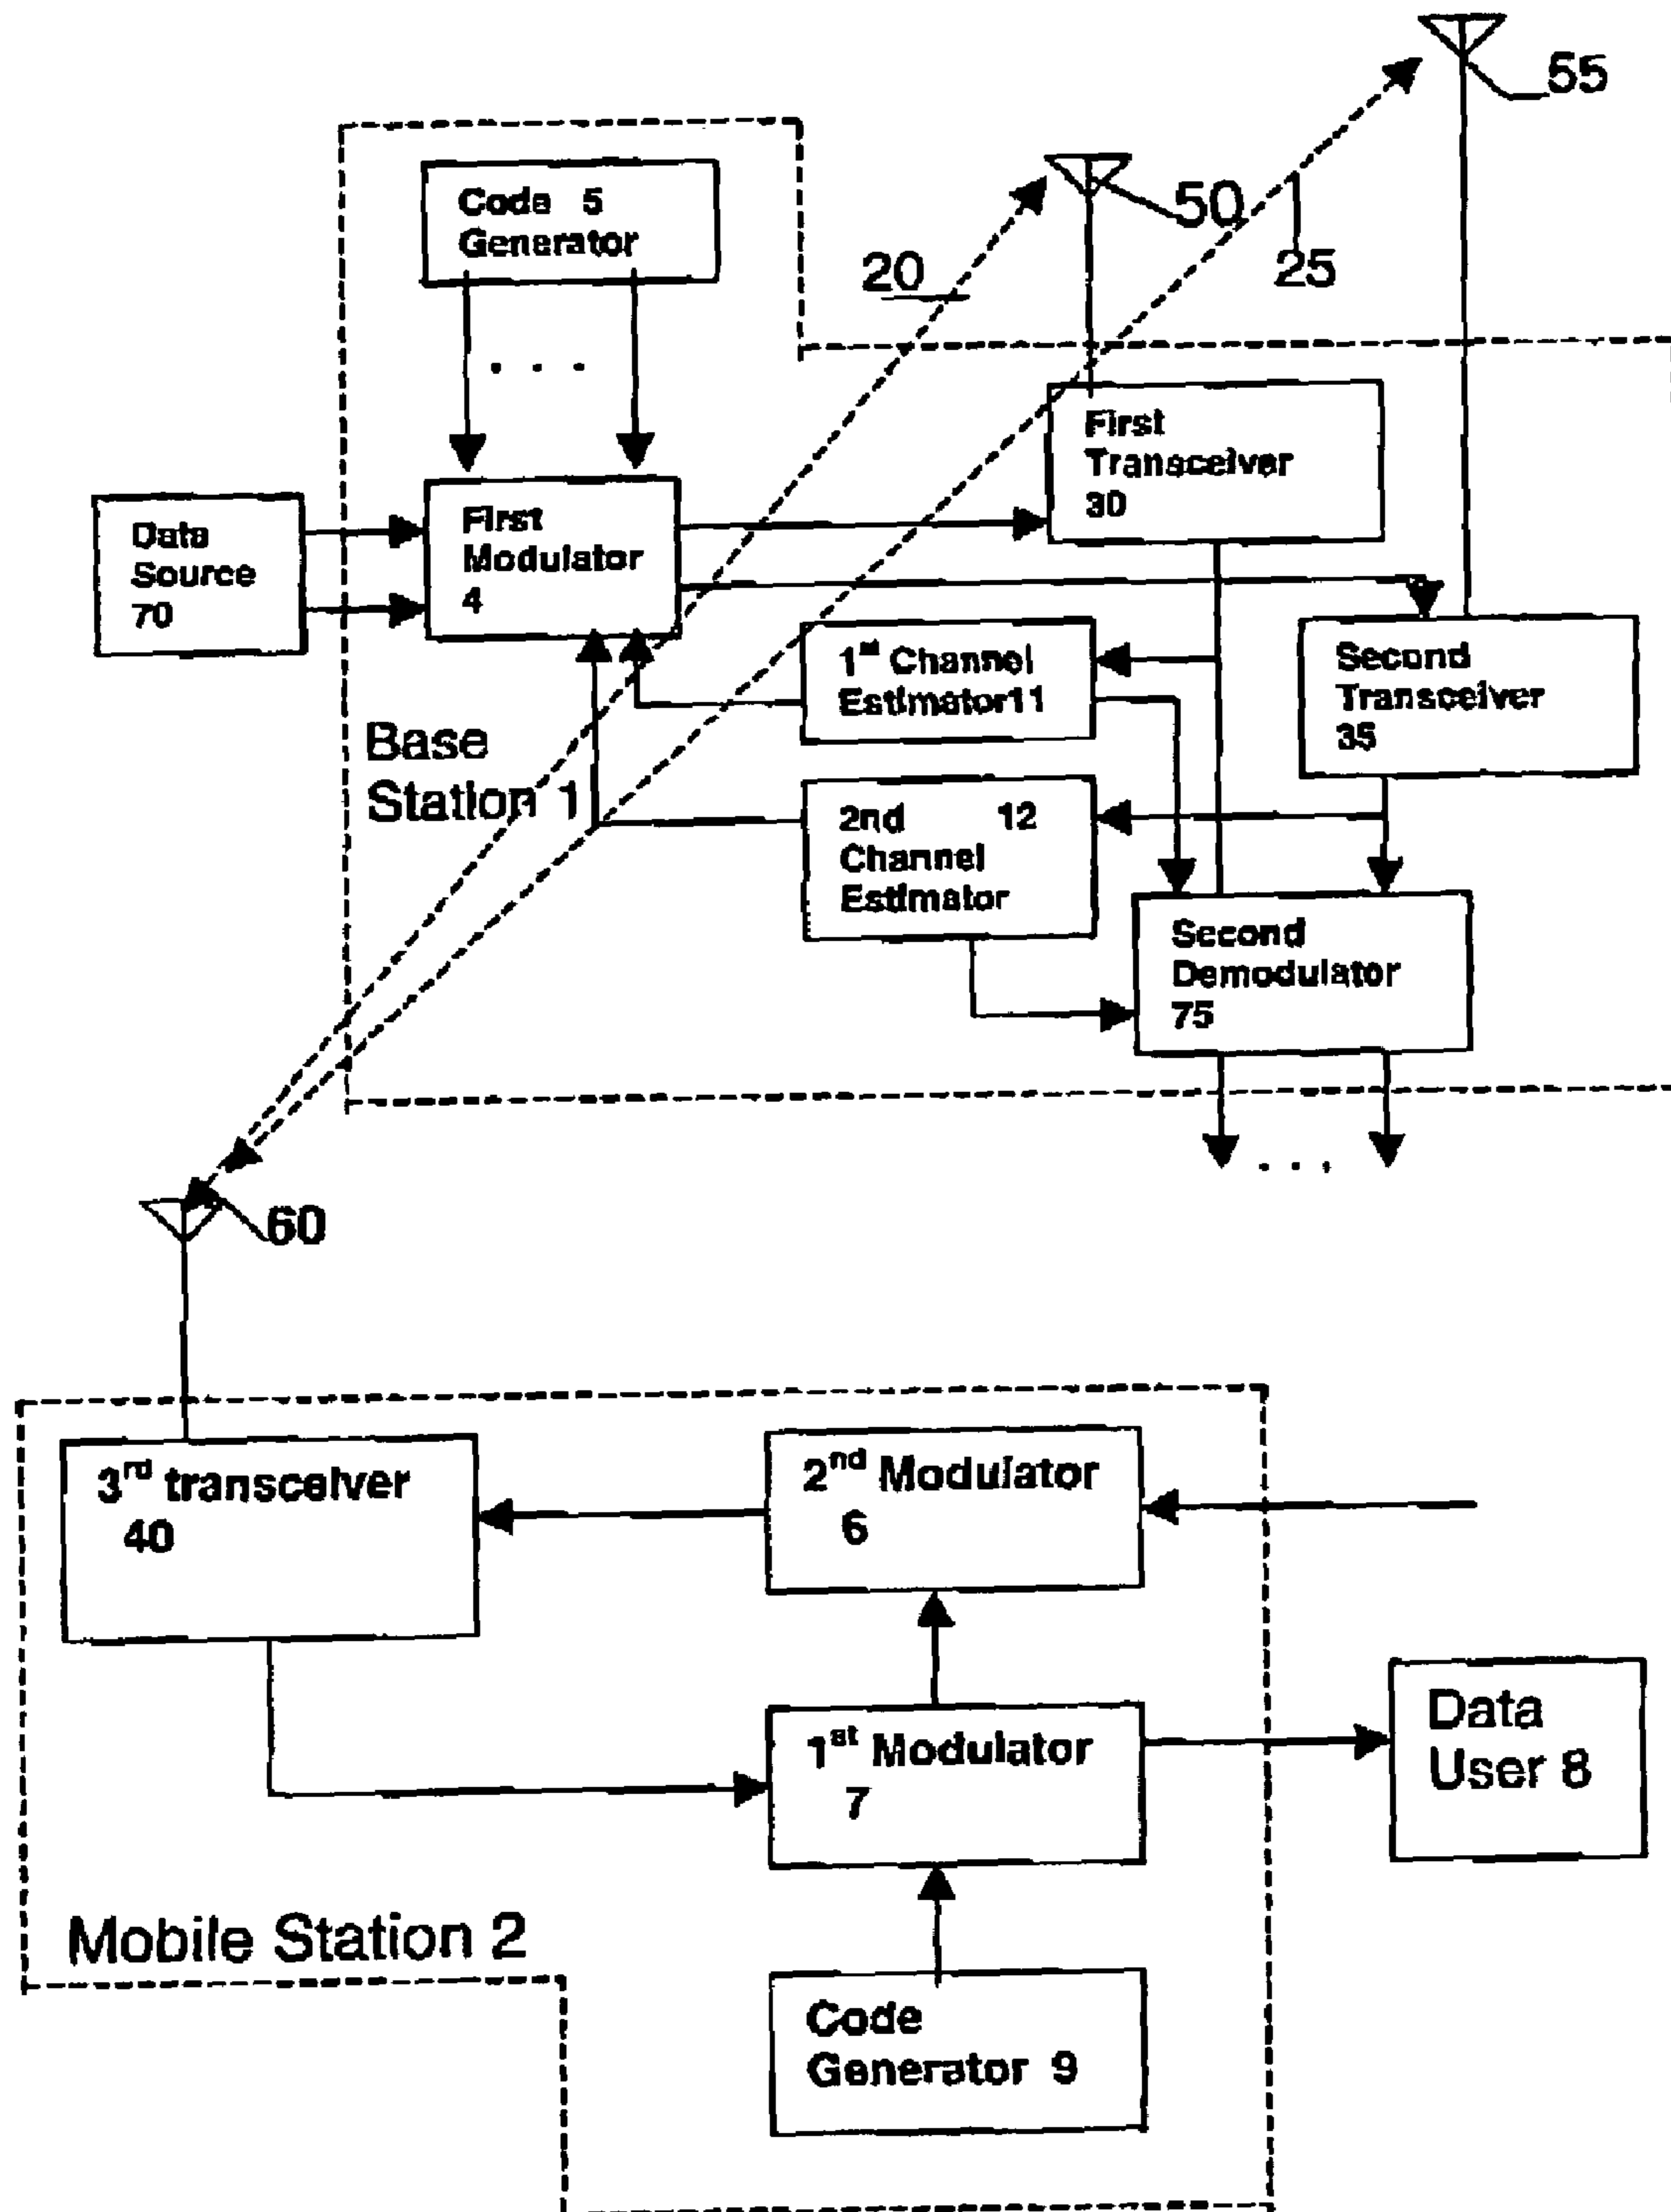 55
Code 5
Generator
50
20
25
. . .
First
Transceiver
30
Data
Source
70
First
Modulator
4
1st Channel
Estimator11
Second
Transceiver
35
Base
Station 1
2nd 12
Channel
Estimator
Second
Demodulator
75
. . .
60
3rd transceiver
40
2nd Modulator
6
1st Modulator
7
Data
User 8
Mobile Station 2
Code
Generator 9